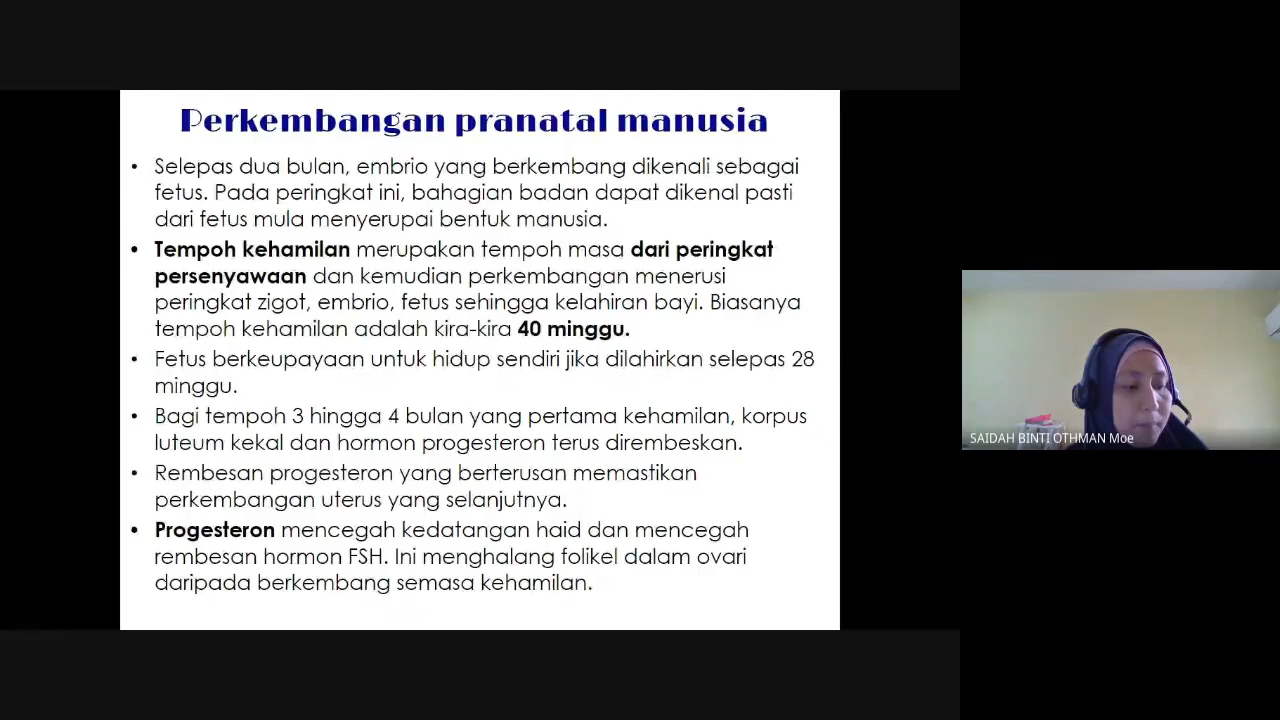 Perkembangan pranatal manusia
• Selepas dua bulan, embrio yang berkembang dikenali sebagai
fetus. Pada peringkat ini, bahagian badan dapat dikenal pasti
dari fetus mula menyerupai bentuk manusia.
• Tempoh kehamilan merupakan tempoh masa dari peringkat
persenyawaan dan kemudian perkembangan menerusi
peringkat zigot, embrio, fetus sehingga kelahiran bayi. Biasanya
tempoh kehamilan adalah kira-kira 40 minggu.
• Fetus berkeupayaan untuk hidup sendiri jika dilahirkan selepas 28
minggu.
• Bagi tempoh 3 hingga 4 bulan yang pertama kehamilan, korpus
luteum kekal dan hormon progesteron terus dirembeskan.
• Rembesan progesteron yang berterusan memastikan
perkembangan uterus yang selanjutnya.
• Progesteron mencegah kedatangan haid dan mencegah
rembesan hormon FSH. Ini menghalang folikel dalam ovari
daripada berkembang semasa kehamilan.
SAIDAH BINTI OTHMAN Moe